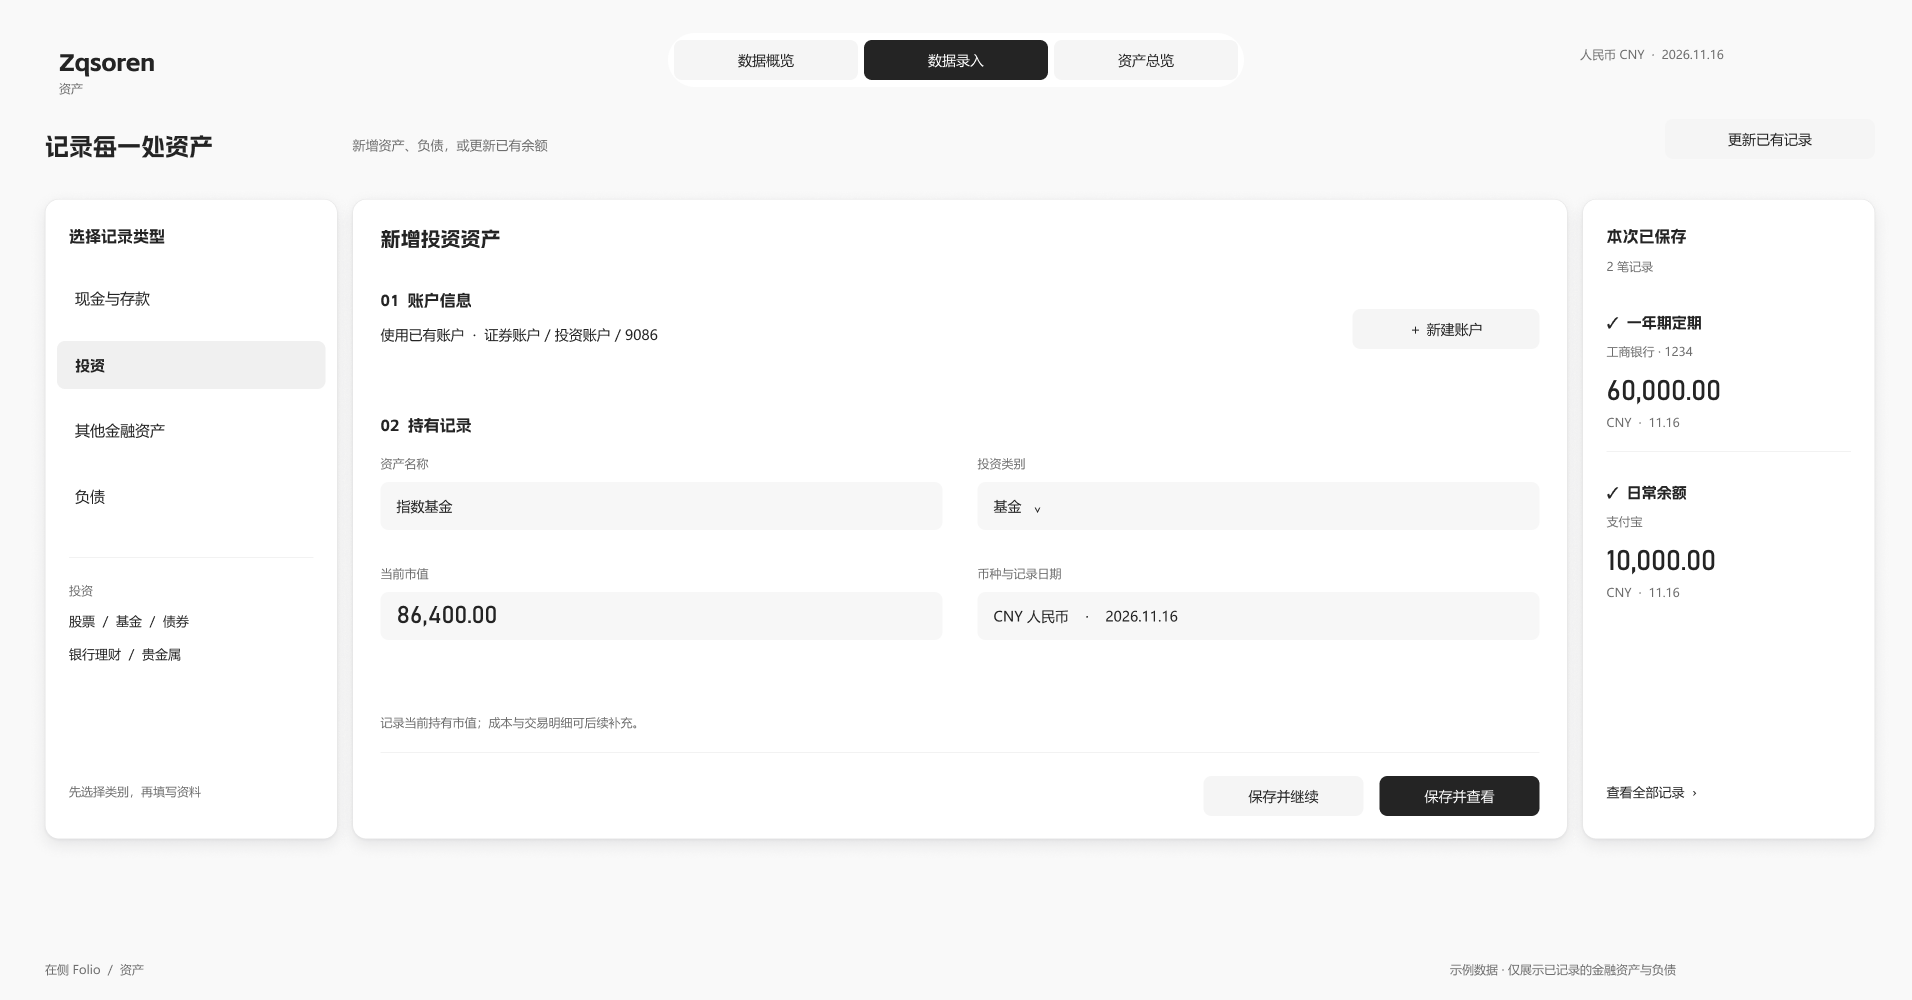 Zqsoren
资产
数据概览
数据录入
资产总览
人民币 CNY · 2026.11.16
记录每一处资产
新增资产、负债，或更新已有余额
更新已有记录
选择记录类型
现金与存款
投资
其他金融资产
负债
投资
股票 / 基金 / 债券
银行理财 / 贵金属
先选择类别，再填写资料
新增投资资产
01 账户信息
使用已有账户 · 证券账户 / 投资账户 / 9086
+ 新建账户
02 持有记录
资产名称
投资类别
指数基金
基金 ˅
当前市值
币种与记录日期
86,400.00
CNY 人民币 · 2026.11.16
记录当前持有市值；成本与交易明细可后续补充。
保存并继续
保存并查看
本次已保存
2 笔记录
✓ 一年期定期
工商银行 · 1234
60,000.00
CNY · 11.16
✓ 日常余额
支付宝
10,000.00
CNY · 11.16
查看全部记录 ›
在侧 Folio / 资产
示例数据 · 仅展示已记录的金融资产与负债